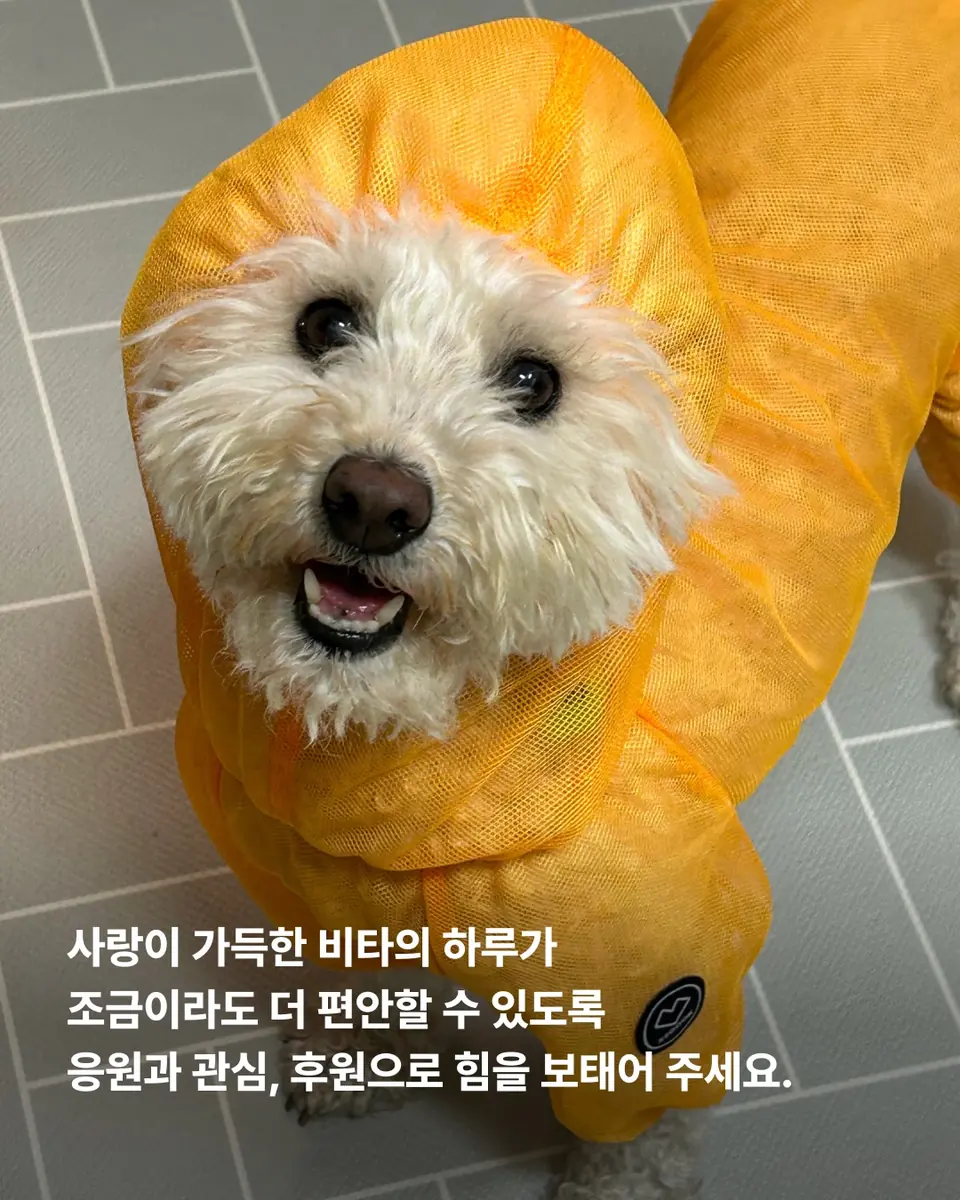 사랑이 가득한 비타의 하루가
조금이라도 더 편안할 수 있도록
응원과 관심, 후원으로 힘을 보태어 주세요.